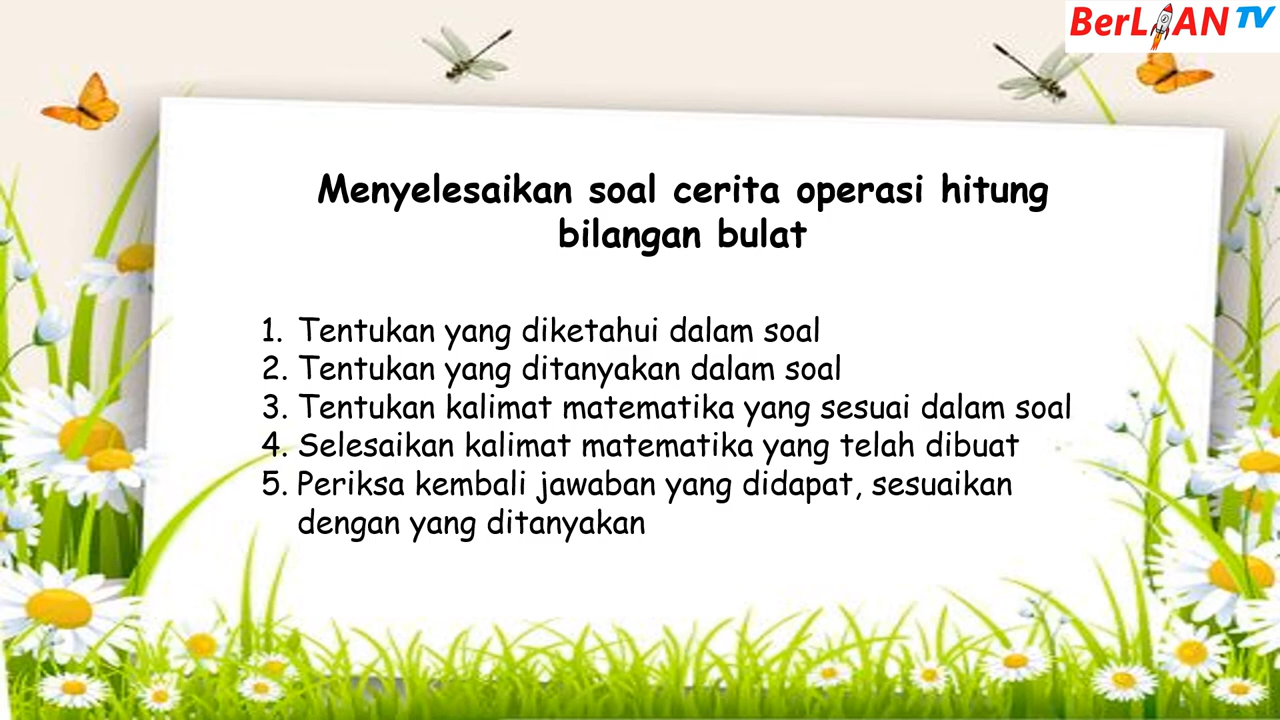 BerLIAN TV
Menyelesaikan soal cerita operasi hitung
bilangan bulat
1. Tentukan yang diketahui dalam soal
2. Tentukan yang ditanyakan dalam soal
3. Tentukan kalimat matematika yang sesuai dalam soal
4. Selesaikan kalimat matematika yang telah dibuat
5. Periksa kembali jawaban yang didapat, sesuaikan
dengan yang ditanyakan